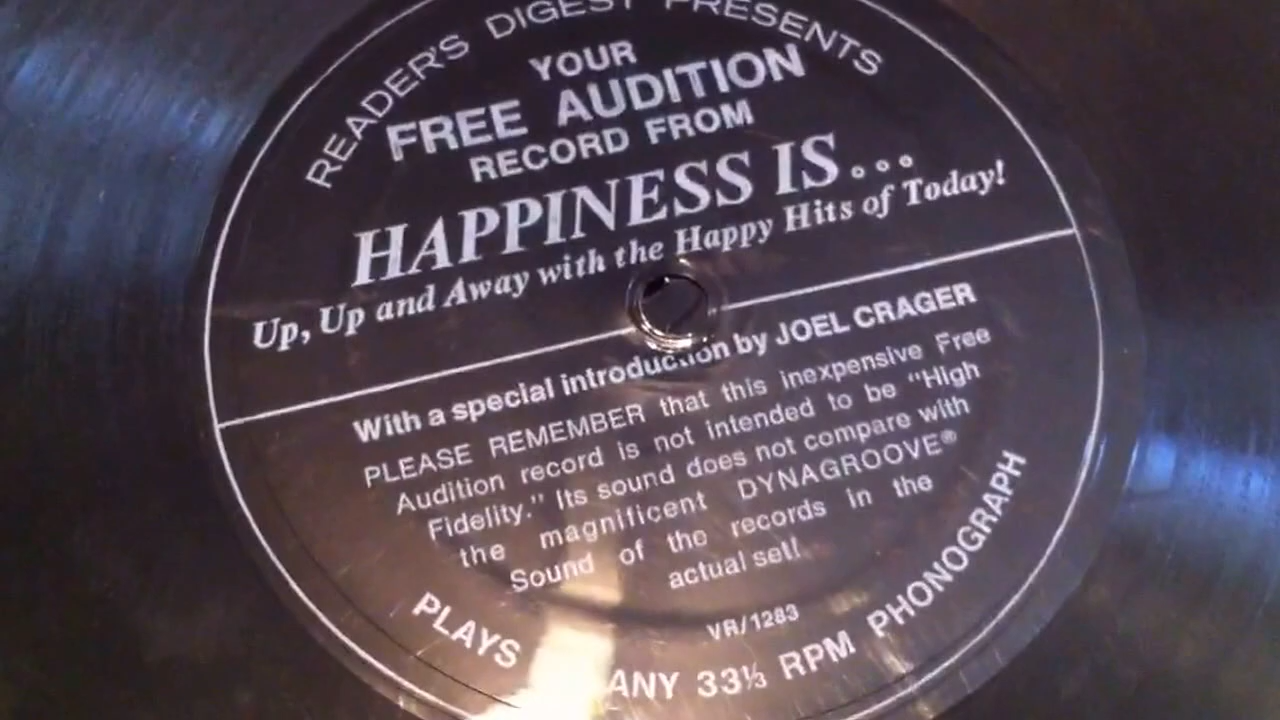 READER'S DIGEST PRESENTS
YOUR
FREE AUDITION
RECORD FROM
HAPPINESS IS...
Up, Up and Away with the Happy Hits of Today!
With a special introduction by JOEL CRAGER
PLEASE REMEMBER that this inexpensive Free
Audition record is not intended to be "High
Fidelity." Its sound does not compare with
the magnificent DYNAGROOVE®
Sound of the records in the
actual set!
VR/1283
PLAYS ANY 33⅓ RPM PHONOGRAPH